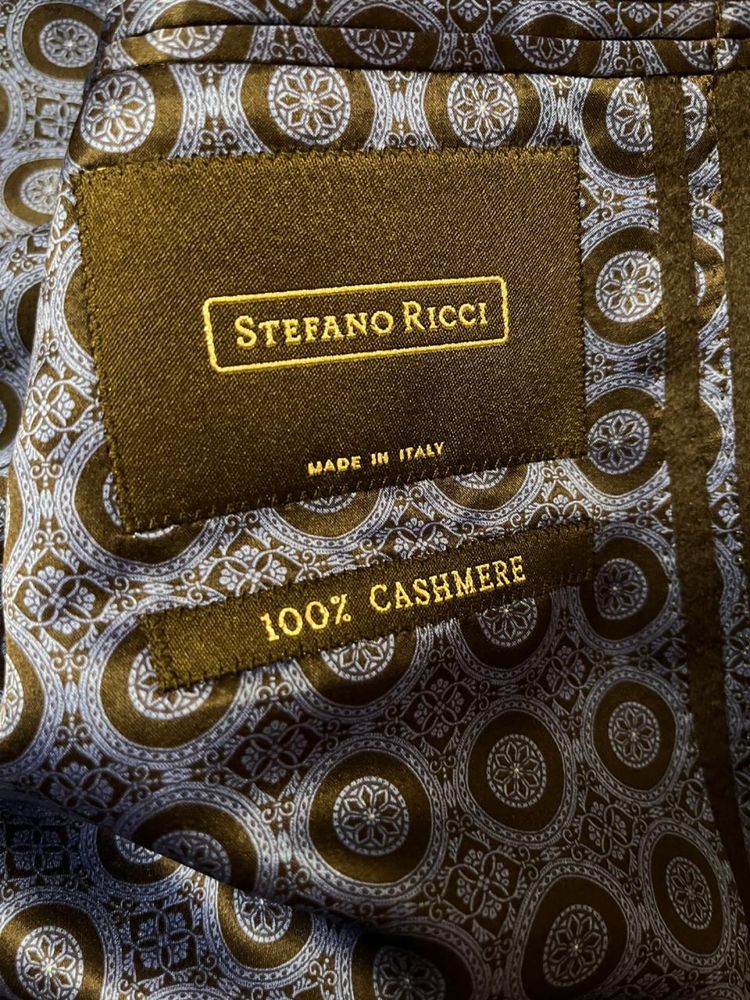 STEFANO RICCI
MADE IN ITALY
100% CASHMERE